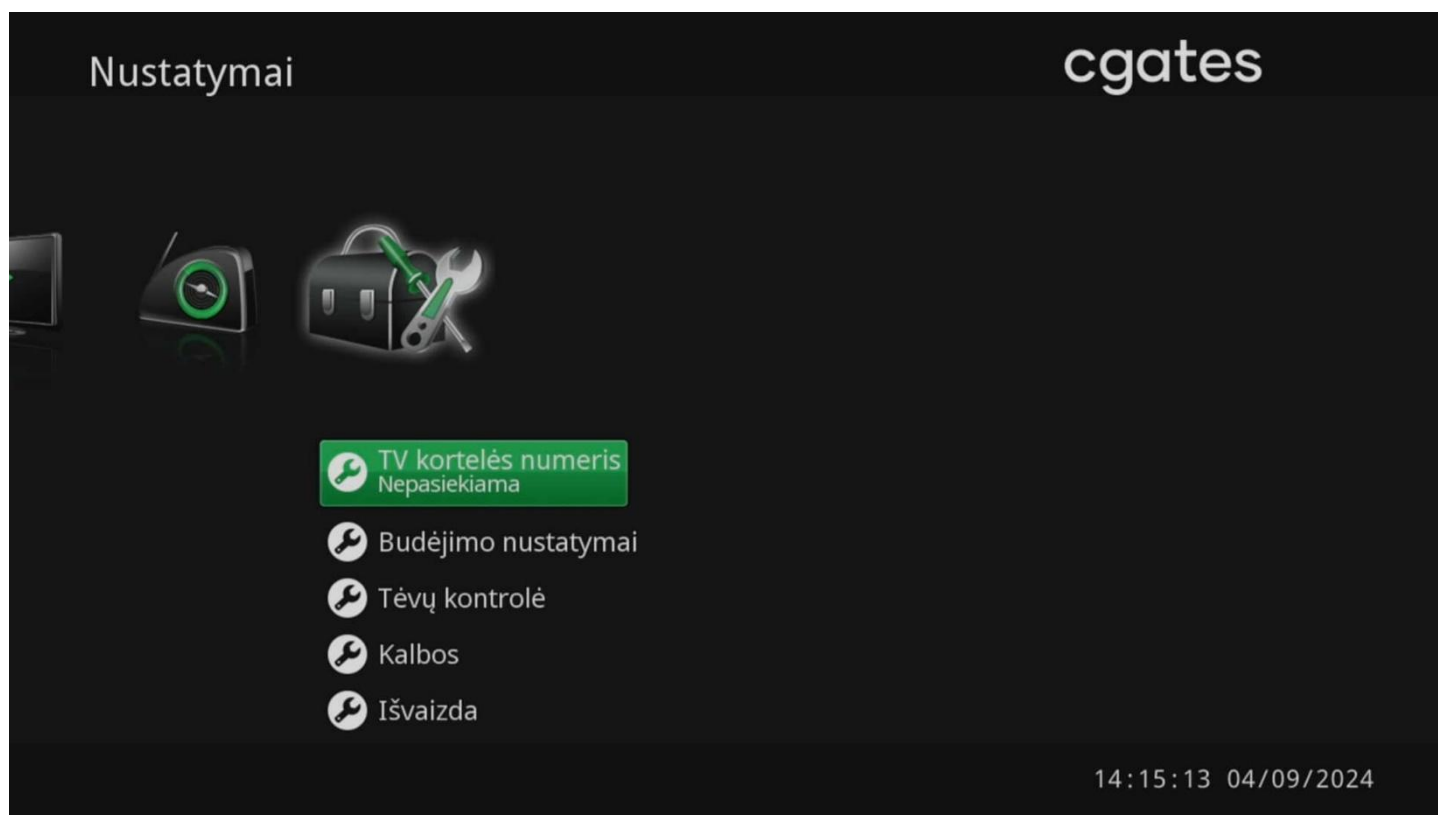 Nustatymai
cgates
TV kortelės numeris
Nepasiekiama
Budėjimo nustatymai
Tėvų kontrolė
Kalbos
Išvaizda
14:15:13 04/09/2024